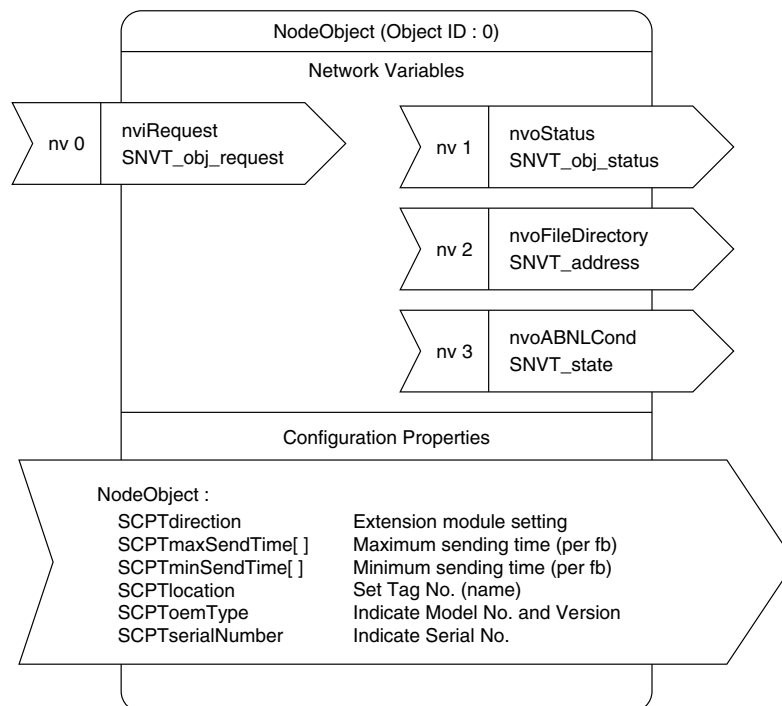 NodeObject (Object ID : 0)
Network Variables
nv 0
nviRequest
SNVT_obj_request
nv 1
nvoStatus
SNVT_obj_status
nv 2
nvoFileDirectory
SNVT_address
nv 3
nvoABNLCond
SNVT_state
Configuration Properties
NodeObject :
SCPTdirection Extension module setting
SCPTmaxSendTime[ ] Maximum sending time (per fb)
SCPTminSendTime[ ] Minimum sending time (per fb)
SCPTlocation Set Tag No. (name)
SCPToemType Indicate Model No. and Version
SCPTserialNumber Indicate Serial No.